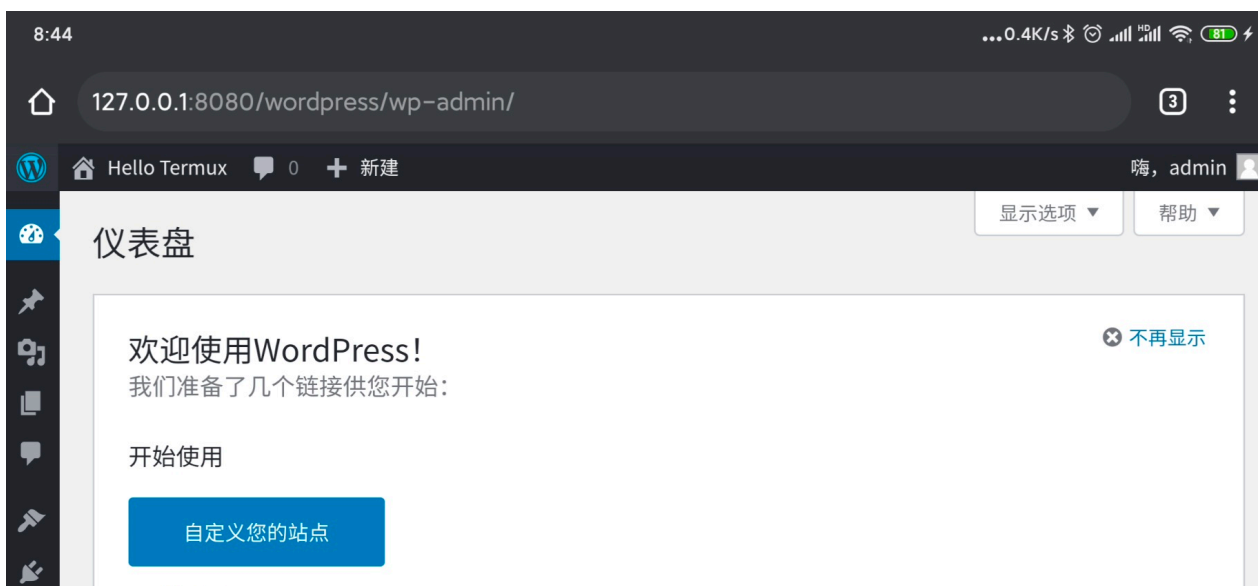 8:44 ...0.4K/s HD 81
127.0.0.1:8080/wordpress/wp-admin/ 3
Hello Termux 0 新建 嗨，admin
显示选项 帮助
仪表盘
欢迎使用WordPress!
不再显示
我们准备了几个链接供您开始：
开始使用
自定义您的站点